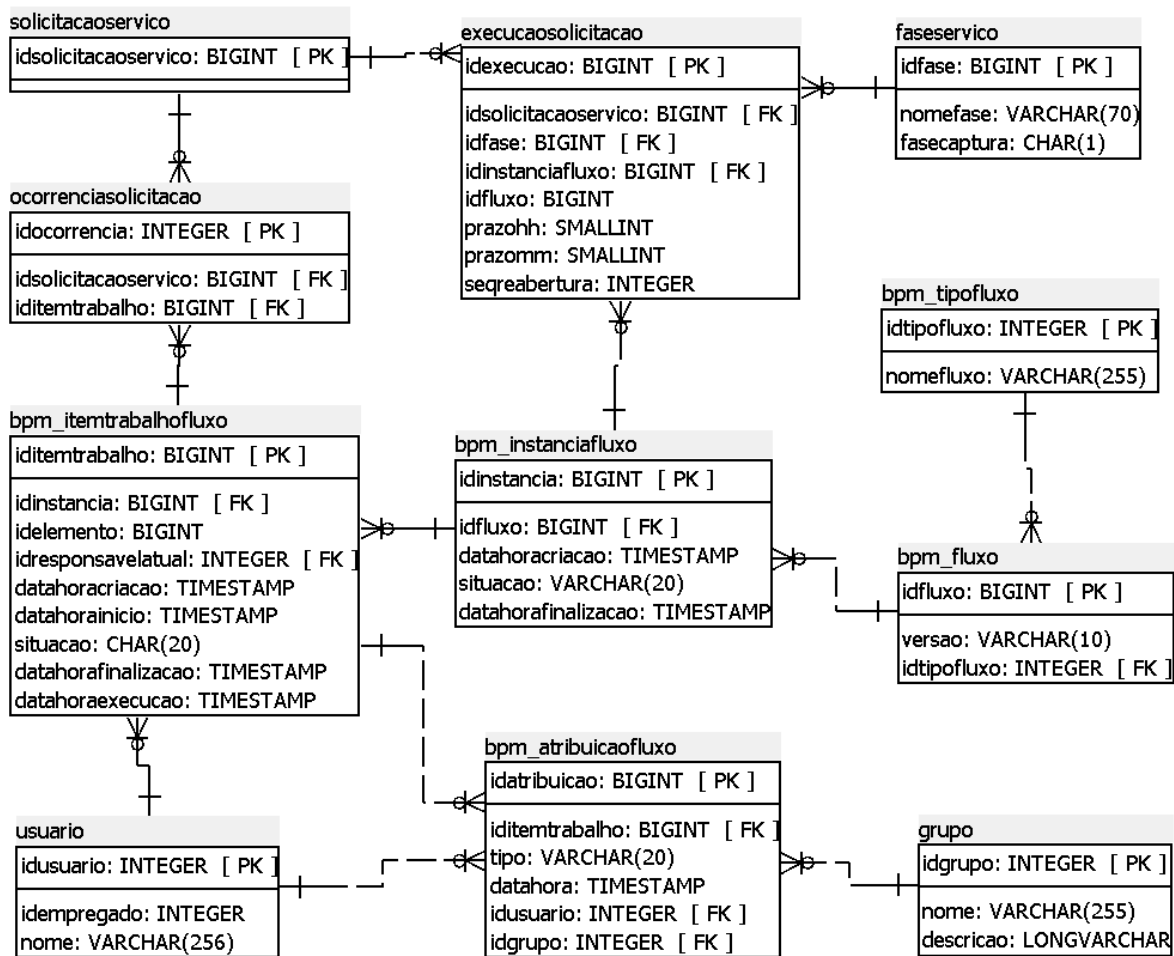 solicitacaoservico
idsolicitacaoservico: BIGINT [ PK ]
execucaosolicitacao
idexecucao: BIGINT [ PK ]
idsolicitacaoservico: BIGINT [ FK ]
idfase: BIGINT [ FK ]
idinstanciafluxo: BIGINT [ FK ]
idfluxo: BIGINT
prazohh: SMALLINT
prazomm: SMALLINT
seqreabertura: INTEGER
faseservico
idfase: BIGINT [ PK ]
nomefase: VARCHAR(70)
fasecaptura: CHAR(1)
ocorrenciasolicitacao
idocorrencia: INTEGER [ PK ]
idsolicitacaoservico: BIGINT [ FK ]
iditemtrabalho: BIGINT [ FK ]
bpm_tipofluxo
idtipofluxo: INTEGER [ PK ]
nomefluxo: VARCHAR(255)
bpm_itemtrabalhofluxo
iditemtrabalho: BIGINT [ PK ]
idinstancia: BIGINT [ FK ]
idelemento: BIGINT
idresponsavelatual: INTEGER [ FK ]
datahoracriacao: TIMESTAMP
datahorainicio: TIMESTAMP
situacao: CHAR(20)
datahorafinalizacao: TIMESTAMP
datahoraexecucao: TIMESTAMP
bpm_instanciafluxo
idinstancia: BIGINT [ PK ]
idfluxo: BIGINT [ FK ]
datahoracriacao: TIMESTAMP
situacao: VARCHAR(20)
datahorafinalizacao: TIMESTAMP
bpm_fluxo
idfluxo: BIGINT [ PK ]
versao: VARCHAR(10)
idtipofluxo: INTEGER [ FK ]
bpm_atribuicaofluxo
idatribuicao: BIGINT [ PK ]
iditemtrabalho: BIGINT [ FK ]
tipo: VARCHAR(20)
datahora: TIMESTAMP
idusuario: INTEGER [ FK ]
idgrupo: INTEGER [ FK ]
usuario
idusuario: INTEGER [ PK ]
idempregado: INTEGER
nome: VARCHAR(256)
grupo
idgrupo: INTEGER [ PK ]
nome: VARCHAR(255)
descricao: LONGVARCHAR